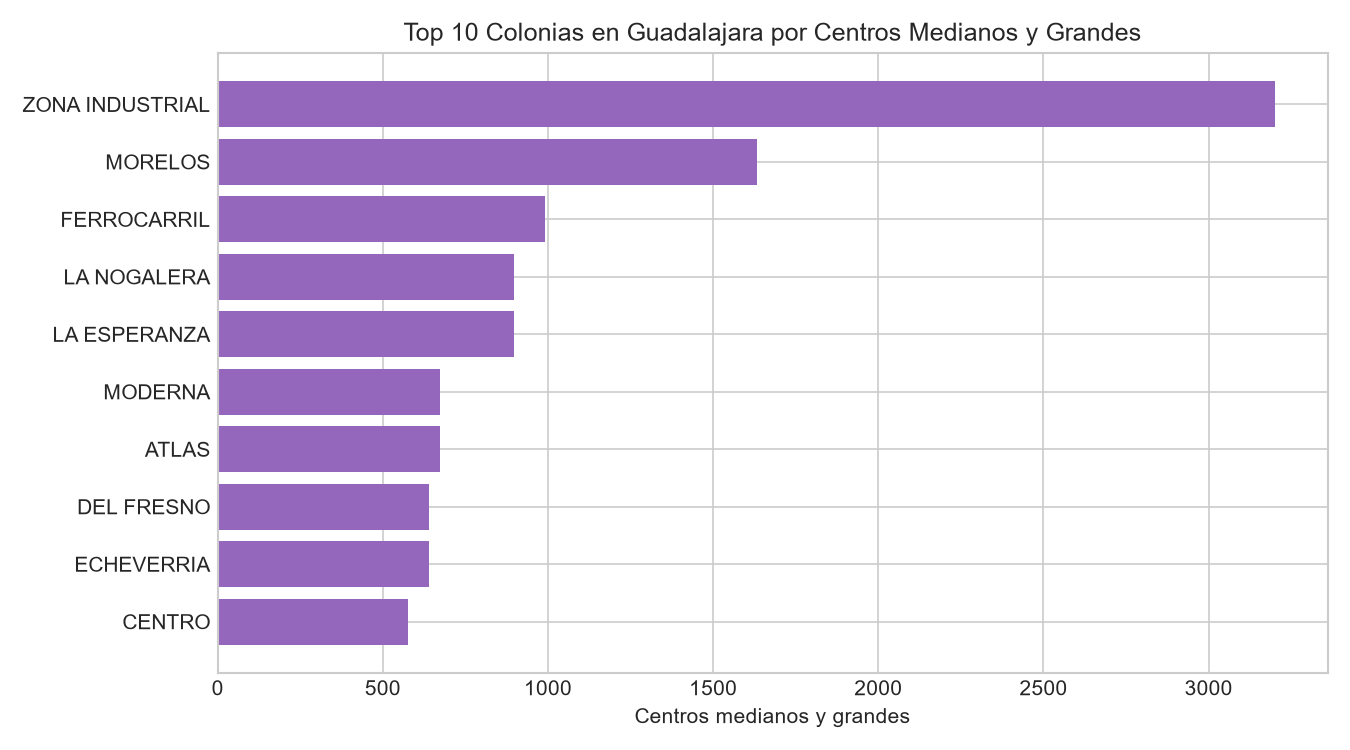 Top 10 Colonias en Guadalajara por Centros Medianos y Grandes
ZONA INDUSTRIAL
MORELOS
FERROCARRIL
LA NOGALERA
LA ESPERANZA
MODERNA
ATLAS
DEL FRESNO
ECHEVERRIA
CENTRO
0 500 1000 1500 2000 2500 3000
Centros medianos y grandes